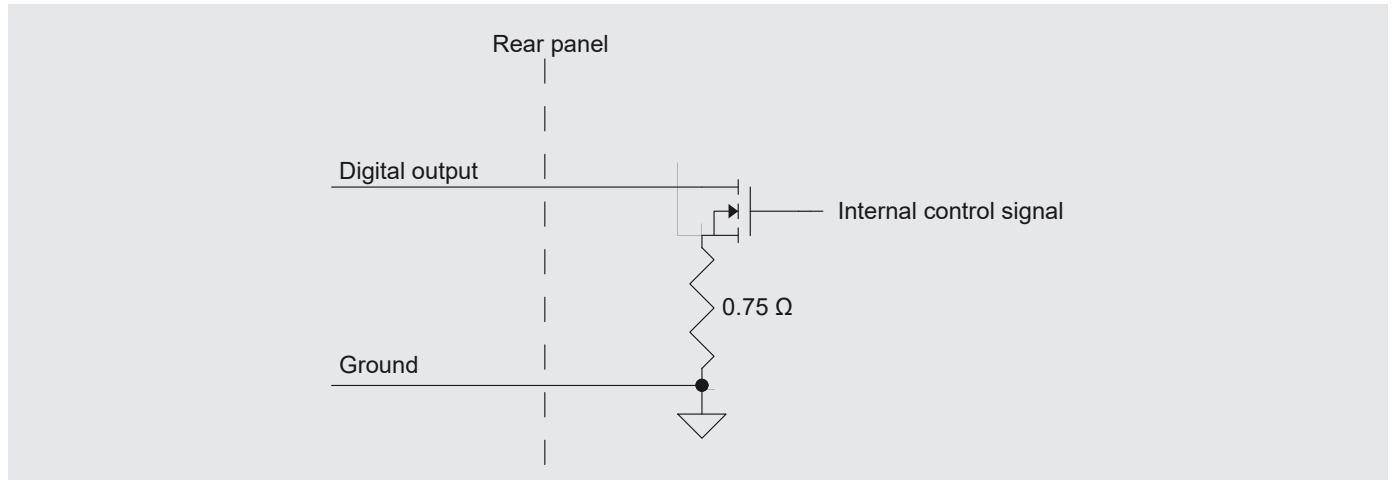 Rear panel
Digital output
Internal control signal
0.75 Ω
Ground